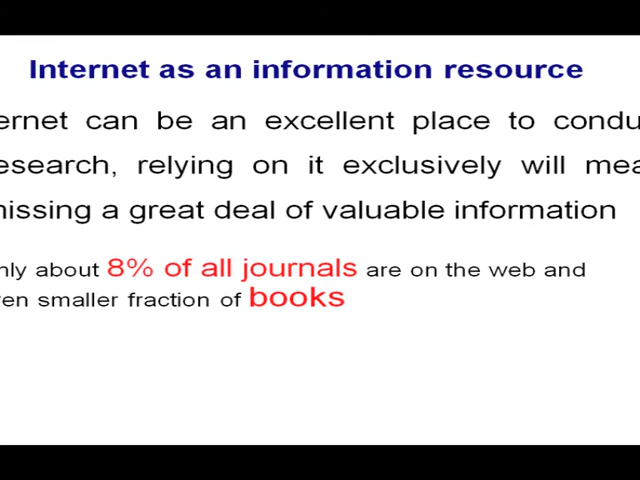 Internet as an information resource
ernet can be an excellent place to condu
esearch, relying on it exclusively will mea
issing a great deal of valuable information
nly about 8% of all journals are on the web and
en smaller fraction of books